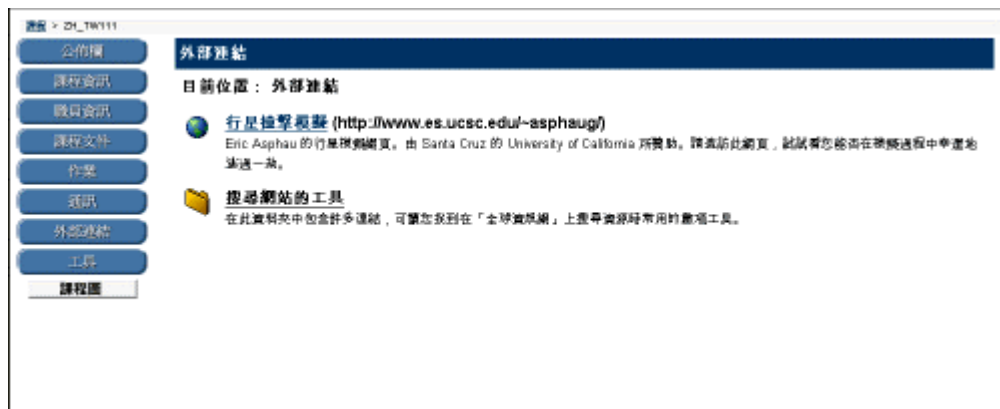 課程 > ZH_TW111
公佈欄
課程資訊
職員資訊
課程文件
作業
通訊
外部連結
工具
課程圖
外部連結
目前位置： 外部連結
行星撞擊模擬 (http://www.es.ucsc.edu/~asphaug/)
Eric Asphau 的行星模擬網頁。由 Santa Cruz 的 University of California 所贊助。請造訪此網頁，試試看您能否在模擬過程中幸運地
逃過一劫。
搜尋網站的工具
在此資料夾中包含許多連結，可讓您找到在「全球資訊網」上搜尋資源時常用的數項工具。